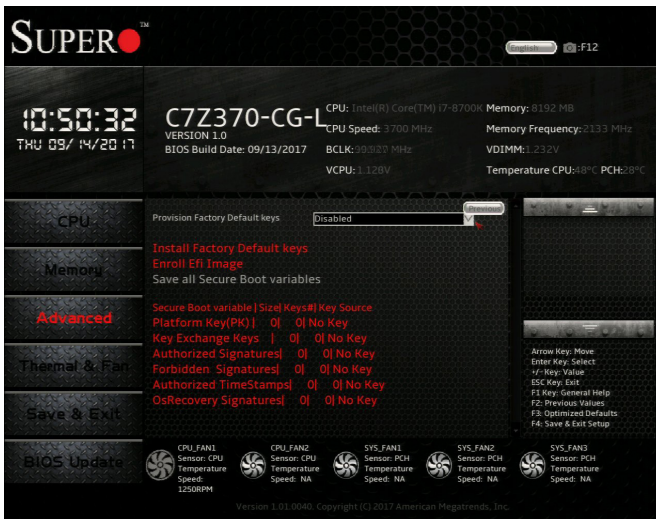 SUPER TM
English :F12
10:50:32
THU 09/ 14/2017
C7Z370-CG-L
VERSION 1.0
BIOS Build Date: 09/13/2017
CPU: Intel(R) Core(TM) i7-8700K
CPU Speed: 3700 MHz
BCLK: MHz
VCPU: 1.128V
Memory: 8192 MB
Memory Frequency:2133 MHz
VDIMM:1.232V
Temperature CPU:48°C PCH:28°C
CPU
Memory
Advanced
Thermal & Fan
Save & Exit
BIOS Update
Previous
Provision Factory Default keys Disabled
Install Factory Default keys
Enroll Efi Image
Save all Secure Boot variables
Secure Boot variable | Size| Keys#| Key Source
Platform Key(PK) | 0| 0| No Key
Key Exchange Keys | 0| 0| No Key
Authorized Signatures| 0| 0| No Key
Forbidden Signatures| 0| 0| No Key
Authorized TimeStamps| 0| 0| No Key
OsRecovery Signatures| 0| 0| No Key
Arrow Key: Move
Enter Key: Select
+/-Key: Value
ESC Key: Exit
F1 Key: General Help
F2: Previous Values
F3: Optimized Defaults
F4: Save & Exit Setup
CPU_FAN1
Sensor: CPU
Temperature
Speed:
1250RPM
CPU_FAN2
Sensor: CPU
Temperature
Speed: NA
SYS_FAN1
Sensor: PCH
Temperature
Speed: NA
SYS_FAN2
Sensor: PCH
Temperature
Speed: NA
SYS_FAN3
Sensor: PCH
Temperature
Speed: NA
Version 1.01.0040. Copyright (C) 2017 American Megatrends, Inc.